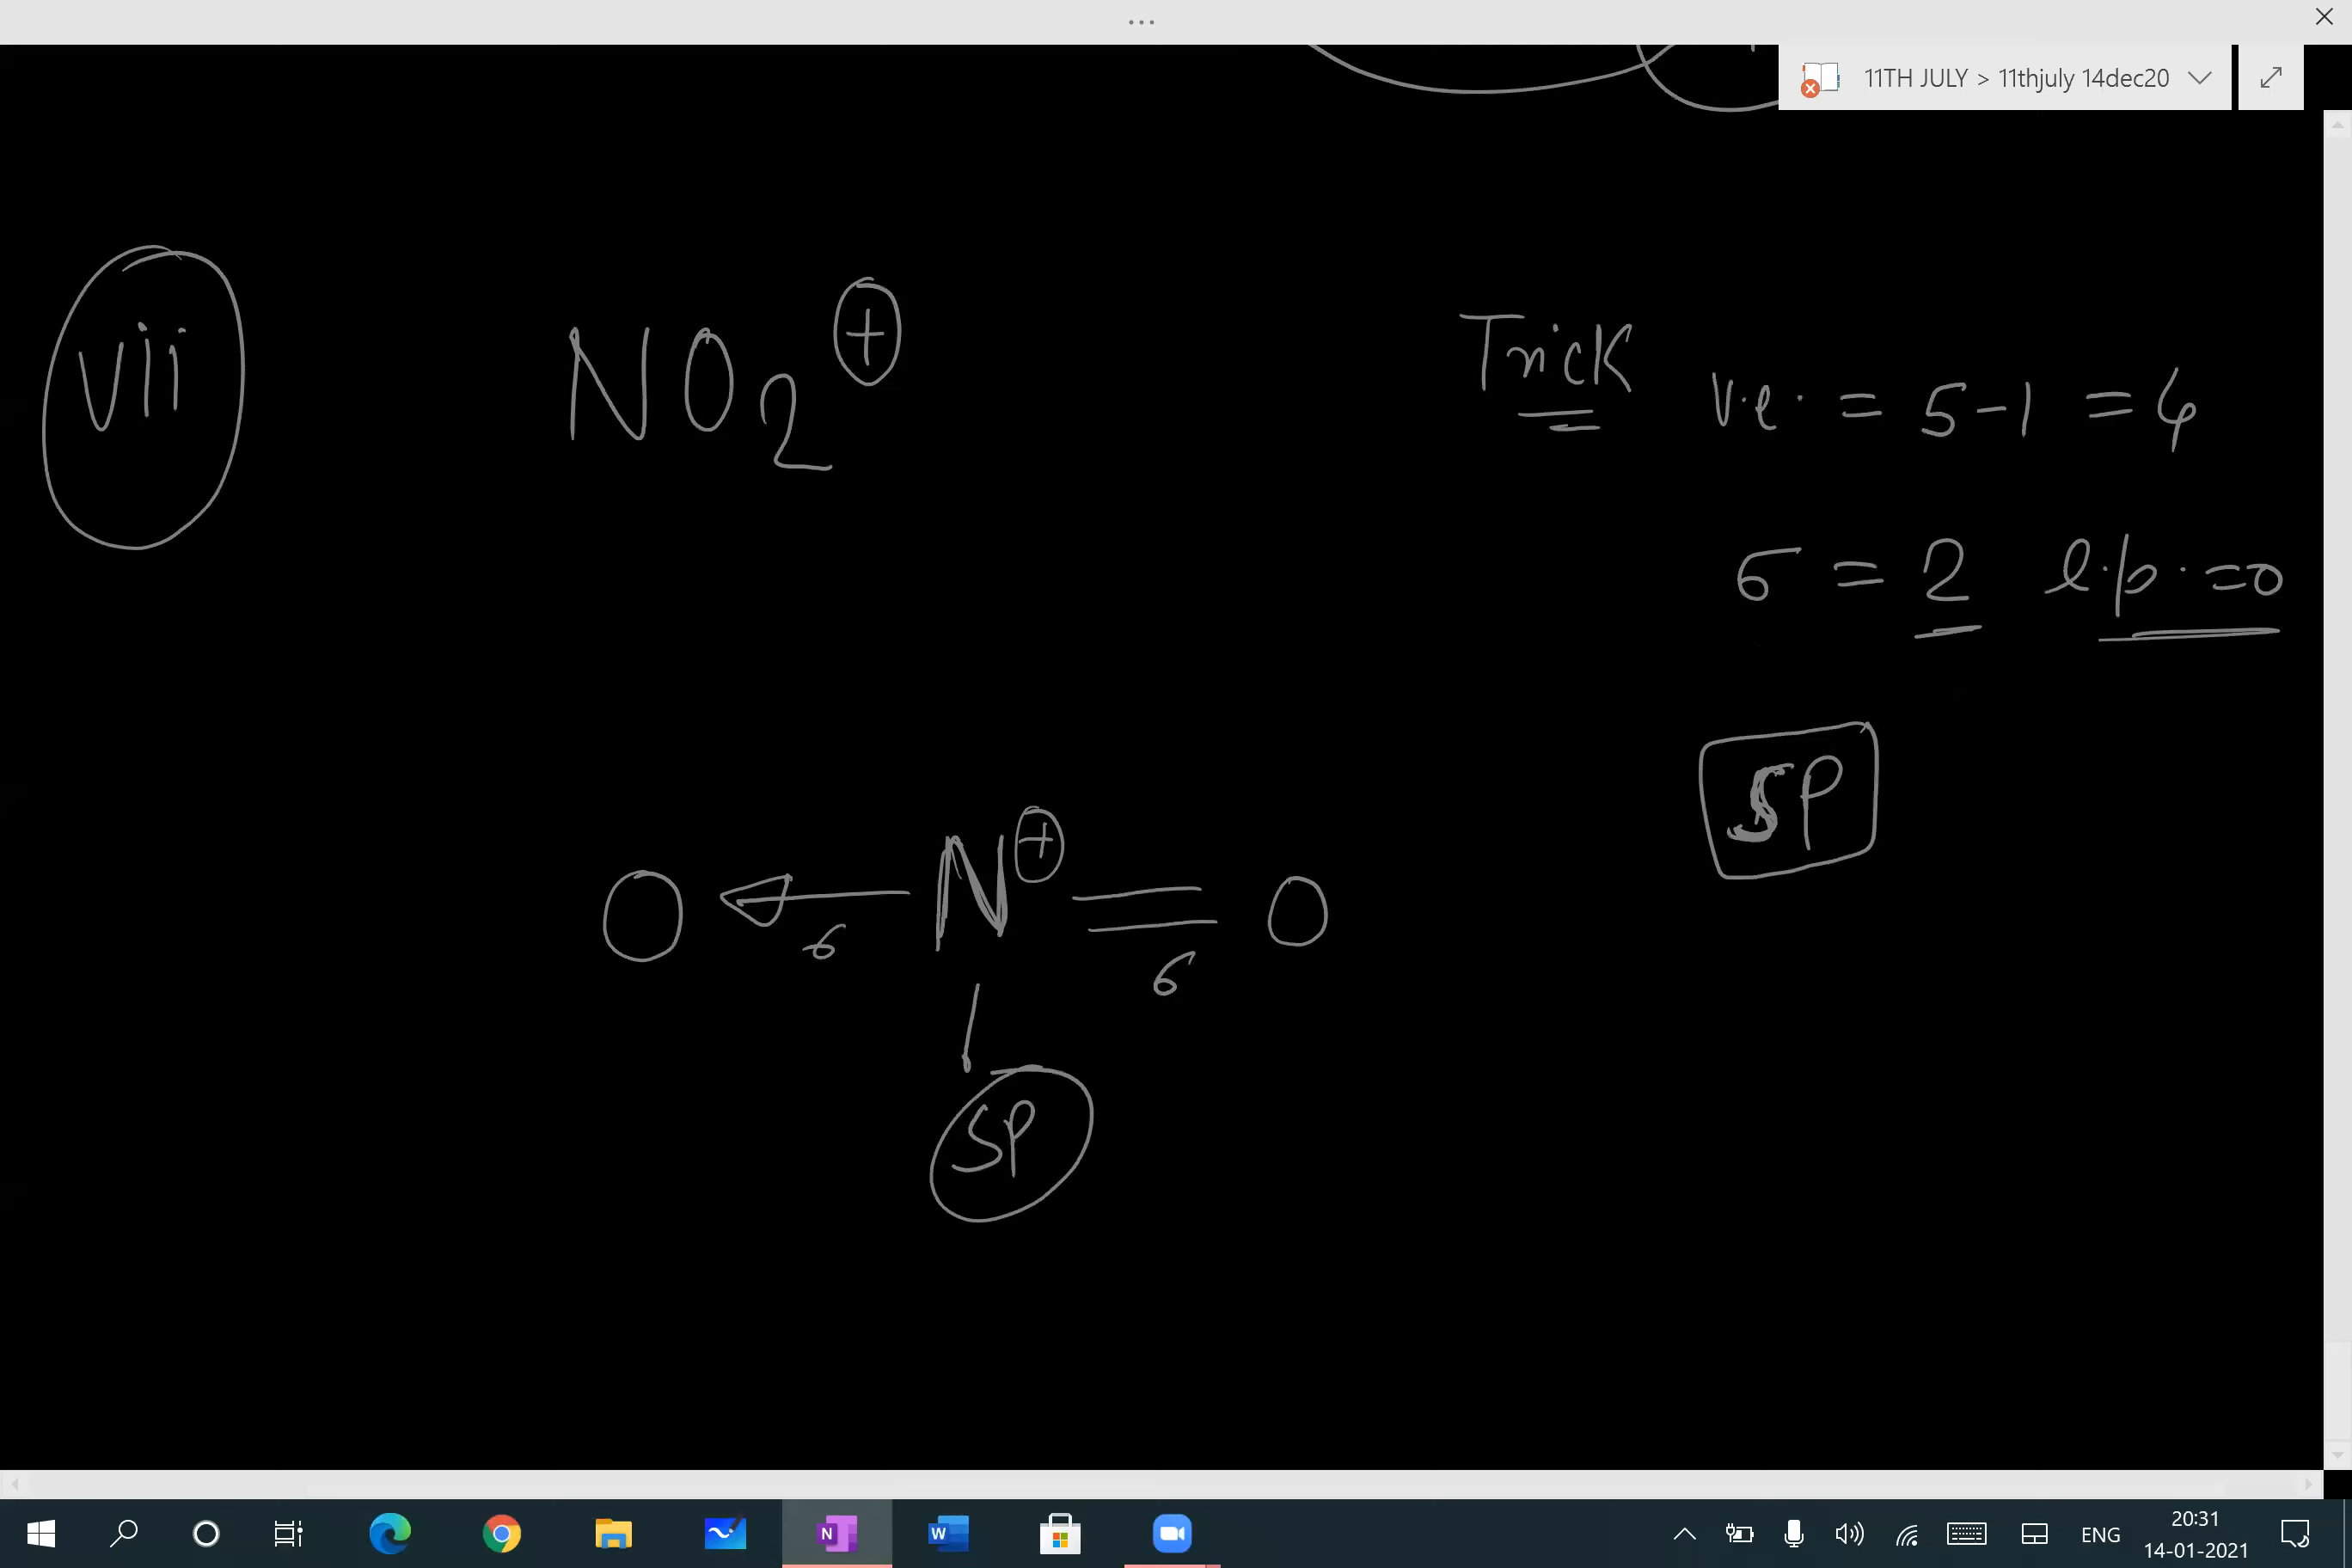 11TH JULY > 11thjuly 14dec20
vii
NO2+
Trick
v.e. = 5-1 = 4
σ = 2 l.p. = 0
SP
O ← N+ = O
σ σ
SP
ENG
20:31
14-01-2021